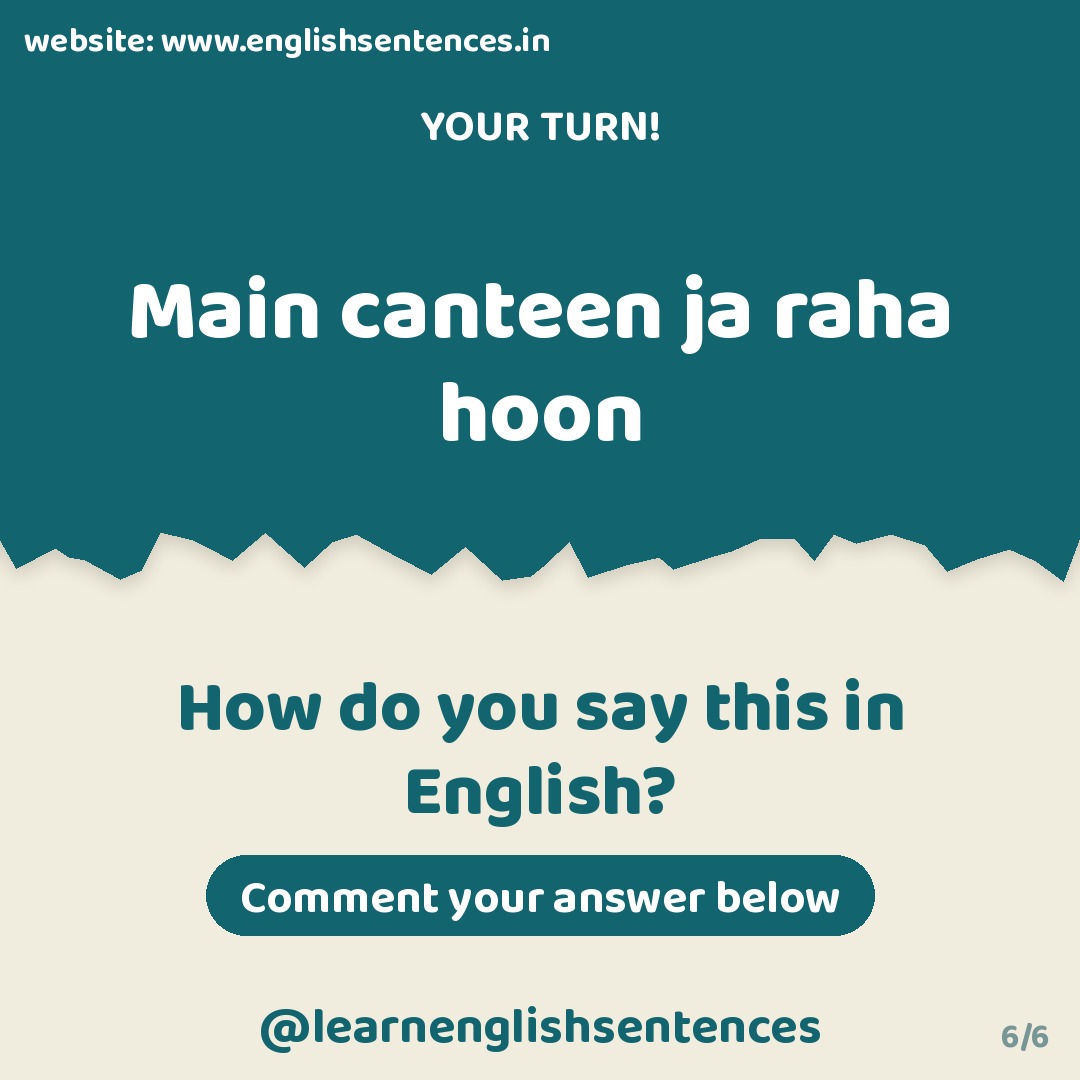 website: www.englishsentences.in
YOUR TURN!
Main canteen ja raha
hoon
How do you say this in
English?
Comment your answer below
@learnenglishsentences
6/6